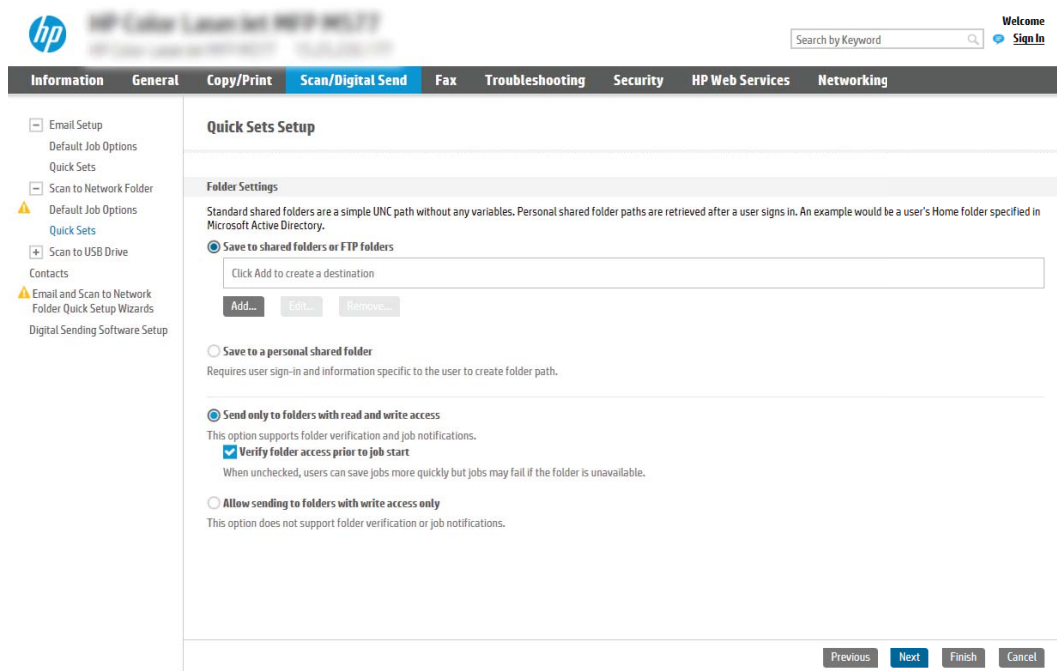 hp
Welcome
Search by Keyword
Sign In
Information General Copy/Print Scan/Digital Send Fax Troubleshooting Security HP Web Services Networking
Email Setup
Default Job Options
Quick Sets
Scan to Network Folder
Default Job Options
Quick Sets
Scan to USB Drive
Contacts
Email and Scan to Network
Folder Quick Setup Wizards
Digital Sending Software Setup
Quick Sets Setup
Folder Settings
Standard shared folders are a simple UNC path without any variables. Personal shared folder paths are retrieved after a user signs in. An example would be a user's Home folder specified in
Microsoft Active Directory.
Save to shared folders or FTP folders
Click Add to create a destination
Add... Edit... Remove...
Save to a personal shared folder
Requires user sign-in and information specific to the user to create folder path.
Send only to folders with read and write access
This option supports folder verification and job notifications.
Verify folder access prior to job start
When unchecked, users can save jobs more quickly but jobs may fail if the folder is unavailable.
Allow sending to folders with write access only
This option does not support folder verification or job notifications.
Previous Next Finish Cancel